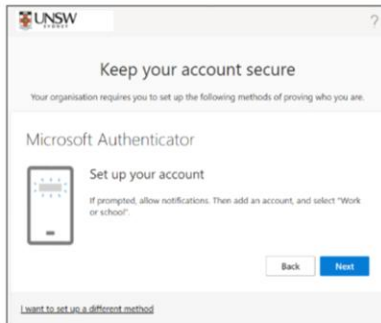 UNSW
SYDNEY
?
Keep your account secure
Your organisation requires you to set up the following methods of proving who you are.
Microsoft Authenticator
Set up your account
If prompted, allow notifications. Then add an account, and select "Work
or school".
Back Next
I want to set up a different method